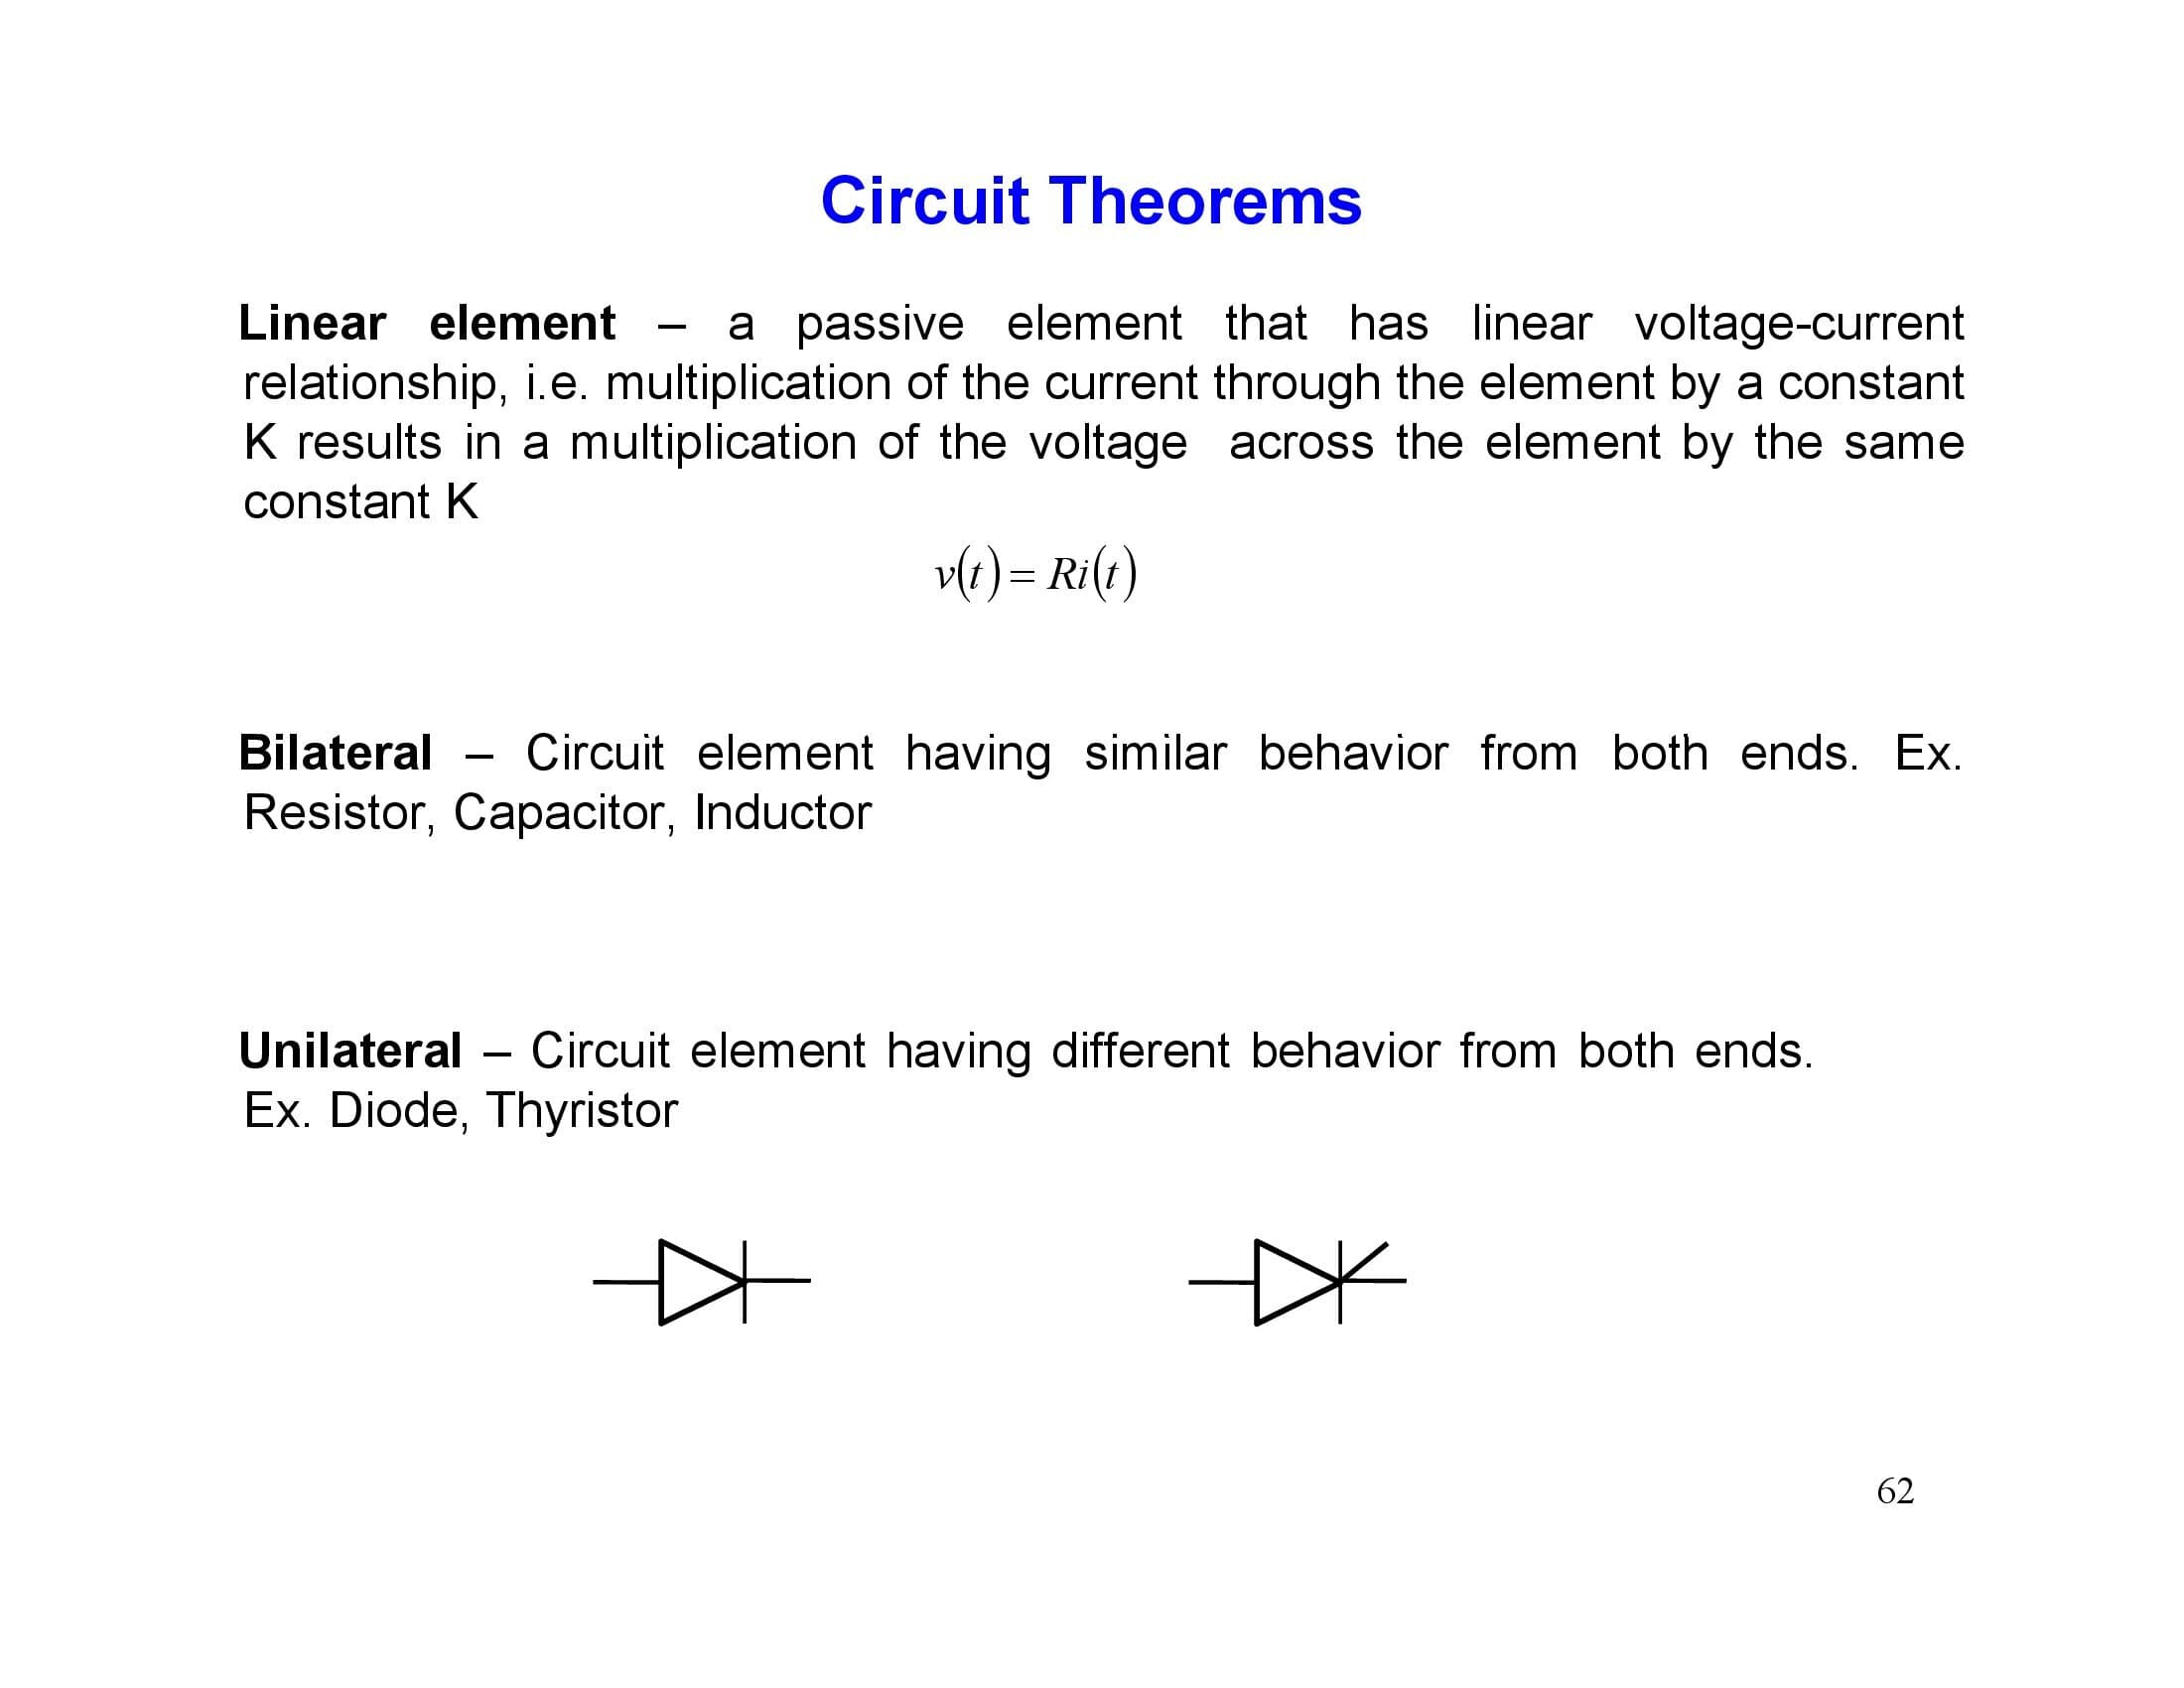 Circuit Theorems
Linear element – a passive element that has linear voltage-current
relationship, i.e. multiplication of the current through the element by a constant
K results in a multiplication of the voltage across the element by the same
constant K
v(t) = Ri(t)
Bilateral – Circuit element having similar behavior from both ends. Ex.
Resistor, Capacitor, Inductor
Unilateral – Circuit element having different behavior from both ends.
Ex. Diode, Thyristor
62